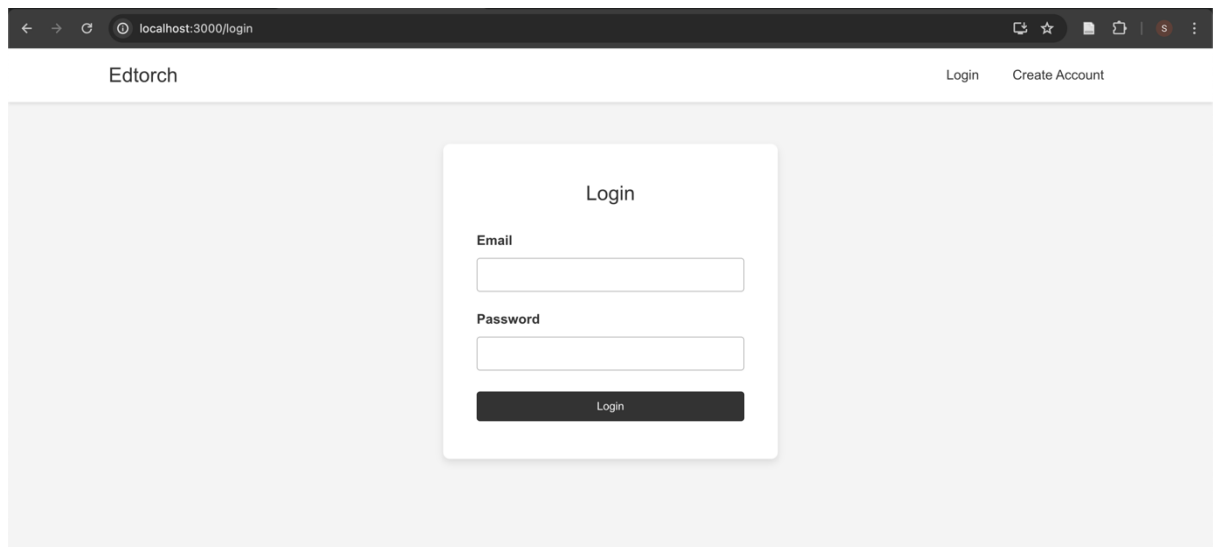 localhost:3000/login
S
Edtorch
Login
Create Account
Login
Email
Password
Login